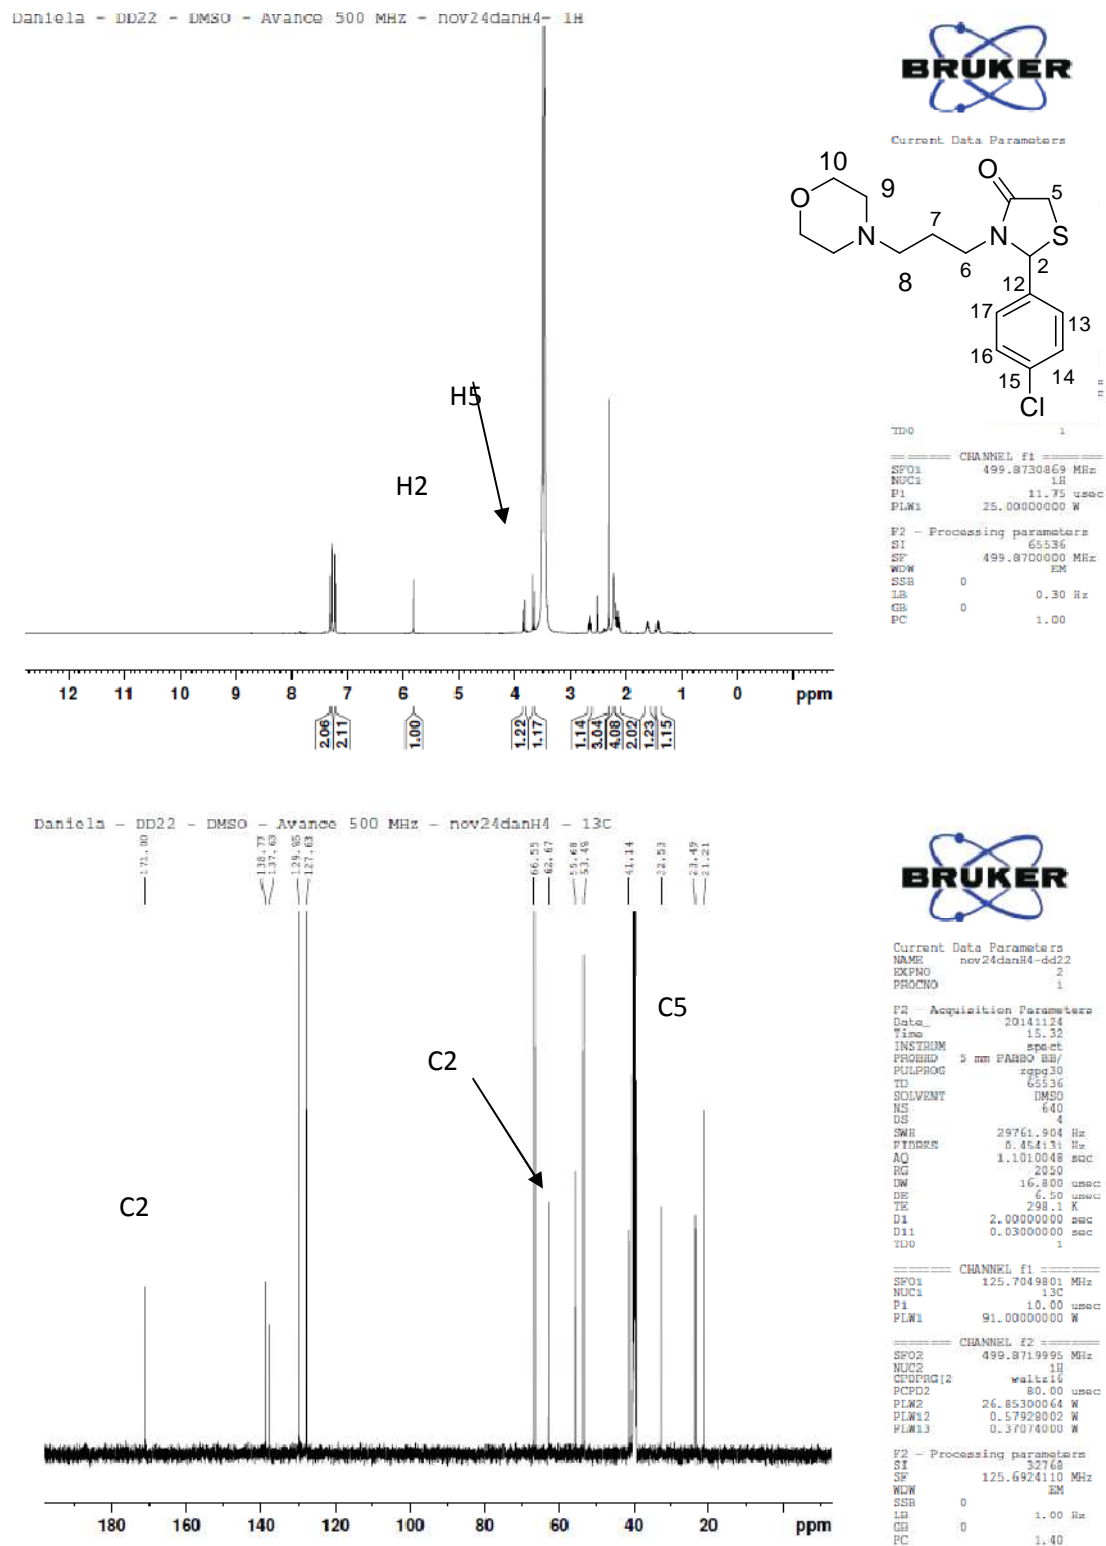 Daniela - DD22 - DMSO - Avance 500 MHz - nov24danH4- 1H
BRUKER
Current Data Parameters
10
9
O
N
8
7
6
O
5
N
S
2
12
17
13
16
14
15
Cl
H5
H2
TD0 1
======== CHANNEL f1 ========
SFO1 499.8730869 MHz
NUC1 1H
P1 11.75 usec
PLW1 25.00000000 W
F2 - Processing parameters
SI 65536
SF 499.8700000 MHz
WDW EM
SSB 0
LB 0.30 Hz
GB 0
PC 1.00
12 11 10 9 8 7 6 5 4 3 2 1 0 ppm
2.06 2.11 1.00 1.22 1.17 1.14 3.04 4.08 2.02 1.23 1.15
Daniela - DD22 - DMSO - Avance 500 MHz - nov24danH4 - 13C
171.00 138.77 137.63 129.95 127.63 66.55 62.67 55.68 53.49 41.14 32.53 23.49 21.21
BRUKER
Current Data Parameters
NAME nov24danH4-dd22
EXPNO 2
PROCNO 1
F2 - Acquisition Parameters
Date_ 20141124
Time 15.32
INSTRUM spect
PROBHD 5 mm PABBO BB/
PULPROG zgpg30
TD 65536
SOLVENT DMSO
NS 640
DS 4
SWH 29761.904 Hz
FIDRES 0.454131 Hz
AQ 1.1010048 sec
RG 2050
DW 16.800 usec
DE 6.50 usec
TE 298.1 K
D1 2.00000000 sec
D11 0.03000000 sec
TD0 1
======== CHANNEL f1 ========
SFO1 125.7049801 MHz
NUC1 13C
P1 10.00 usec
PLW1 91.00000000 W
======== CHANNEL f2 ========
SFO2 499.8719995 MHz
NUC2 1H
CPDPRG[2 waltz16
PCPD2 80.00 usec
PLW2 26.85300064 W
PLW12 0.57928002 W
PLW13 0.37074000 W
F2 - Processing parameters
SI 32768
SF 125.6924110 MHz
WDW EM
SSB 0
LB 1.00 Hz
GB 0
PC 1.40
C5
C2
C2
180 160 140 120 100 80 60 40 20 ppm